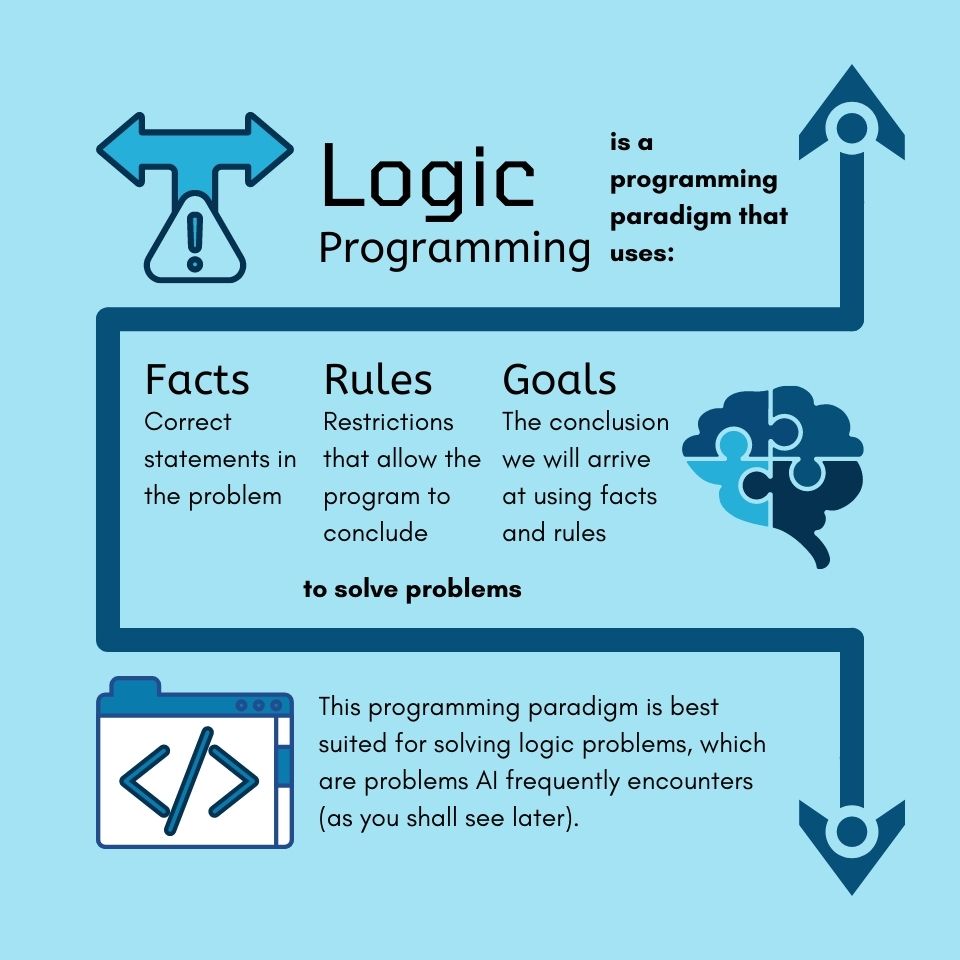 Logic
Programming
is a
programming
paradigm that
uses:
Facts
Correct
statements in
the problem
Rules
Restrictions
that allow the
program to
conclude
Goals
The conclusion
we will arrive
at using facts
and rules
to solve problems
This programming paradigm is best
suited for solving logic problems, which
are problems AI frequently encounters
(as you shall see later).